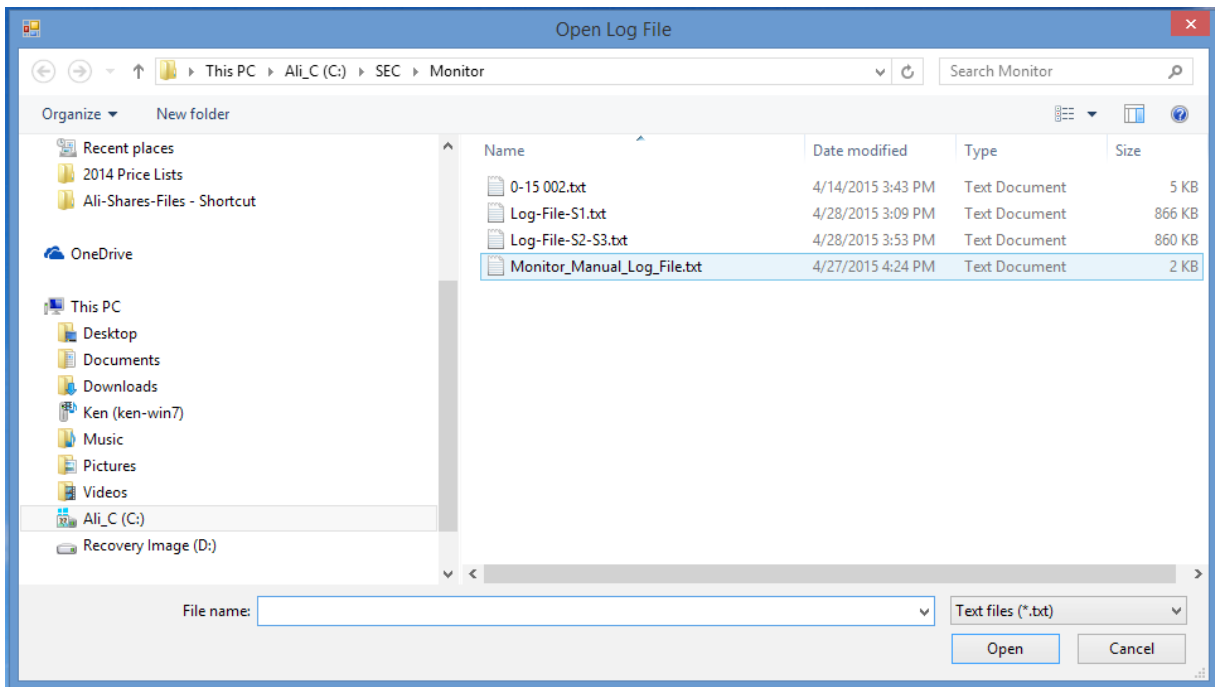 Open Log File
This PC Ali_C (C:) SEC Monitor Search Monitor
Organize New folder
Recent places
2014 Price Lists
Ali-Shares-Files - Shortcut
OneDrive
This PC
Desktop
Documents
Downloads
Ken (ken-win7)
Music
Pictures
Videos
Ali_C (C:)
Recovery Image (D:)
Name Date modified Type Size
0-15 002.txt 4/14/2015 3:43 PM Text Document 5 KB
Log-File-S1.txt 4/28/2015 3:09 PM Text Document 866 KB
Log-File-S2-S3.txt 4/28/2015 3:53 PM Text Document 860 KB
Monitor_Manual_Log_File.txt 4/27/2015 4:24 PM Text Document 2 KB
File name: Text files (*.txt)
Open Cancel